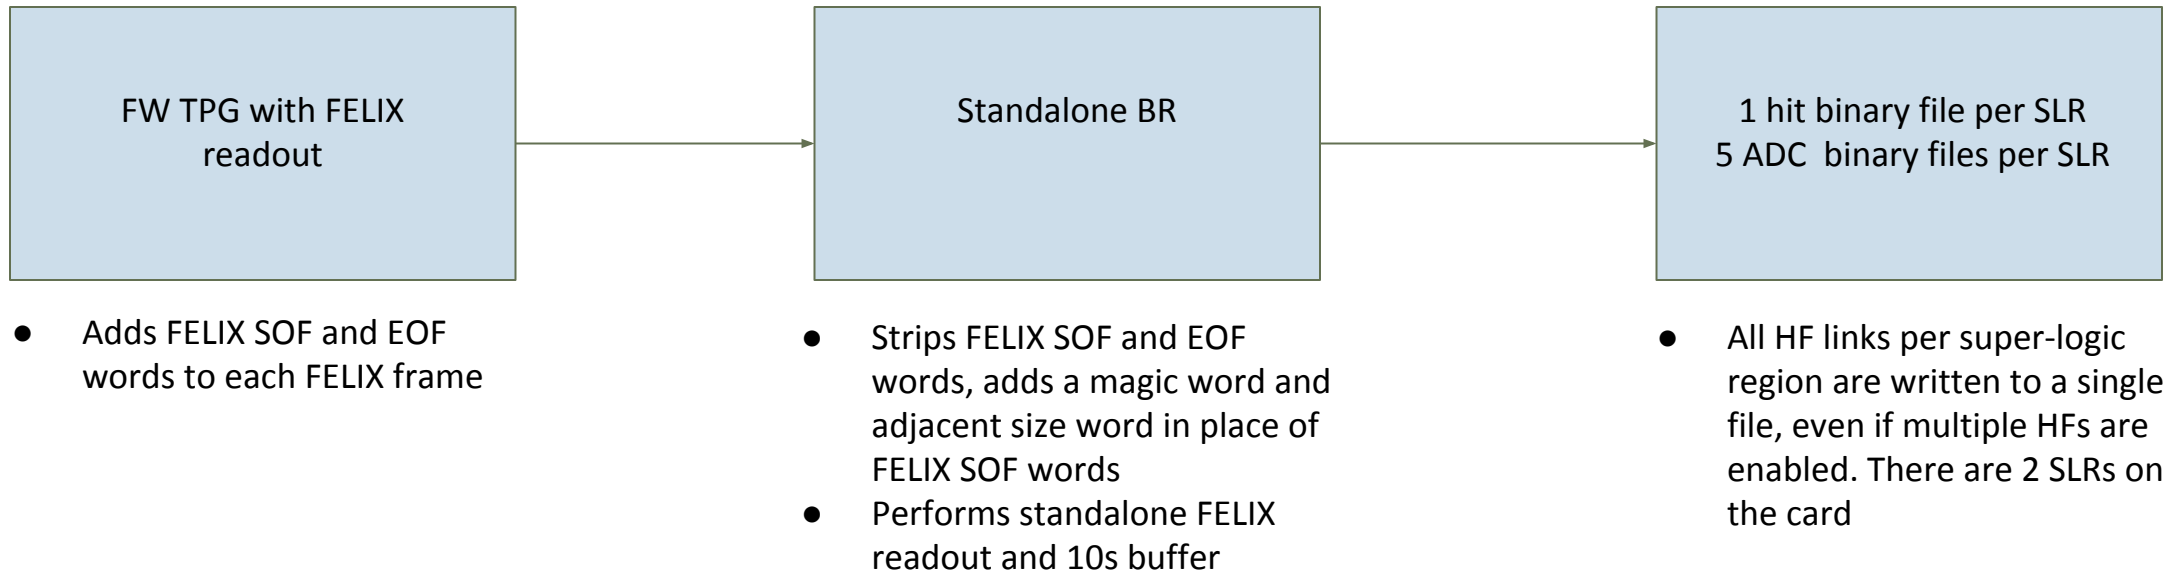 FW TPG with FELIX
readout
Standalone BR
1 hit binary file per SLR
5 ADC  binary files per SLR
● Adds FELIX SOF and EOF
words to each FELIX frame
● Strips FELIX SOF and EOF
words, adds a magic word and
adjacent size word in place of
FELIX SOF words
● Performs standalone FELIX
readout and 10s buffer
● All HF links per super-logic
region are written to a single
file, even if multiple HFs are
enabled. There are 2 SLRs on
the card